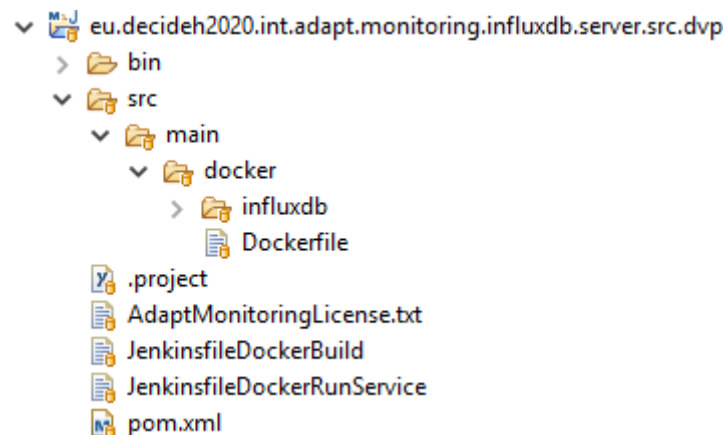 eu.decideh2020.int.adapt.monitoring.influxdb.server.src.dvp
bin
src
main
docker
influxdb
Dockerfile
.project
AdaptMonitoringLicense.txt
JenkinsfileDockerBuild
JenkinsfileDockerRunService
pom.xml